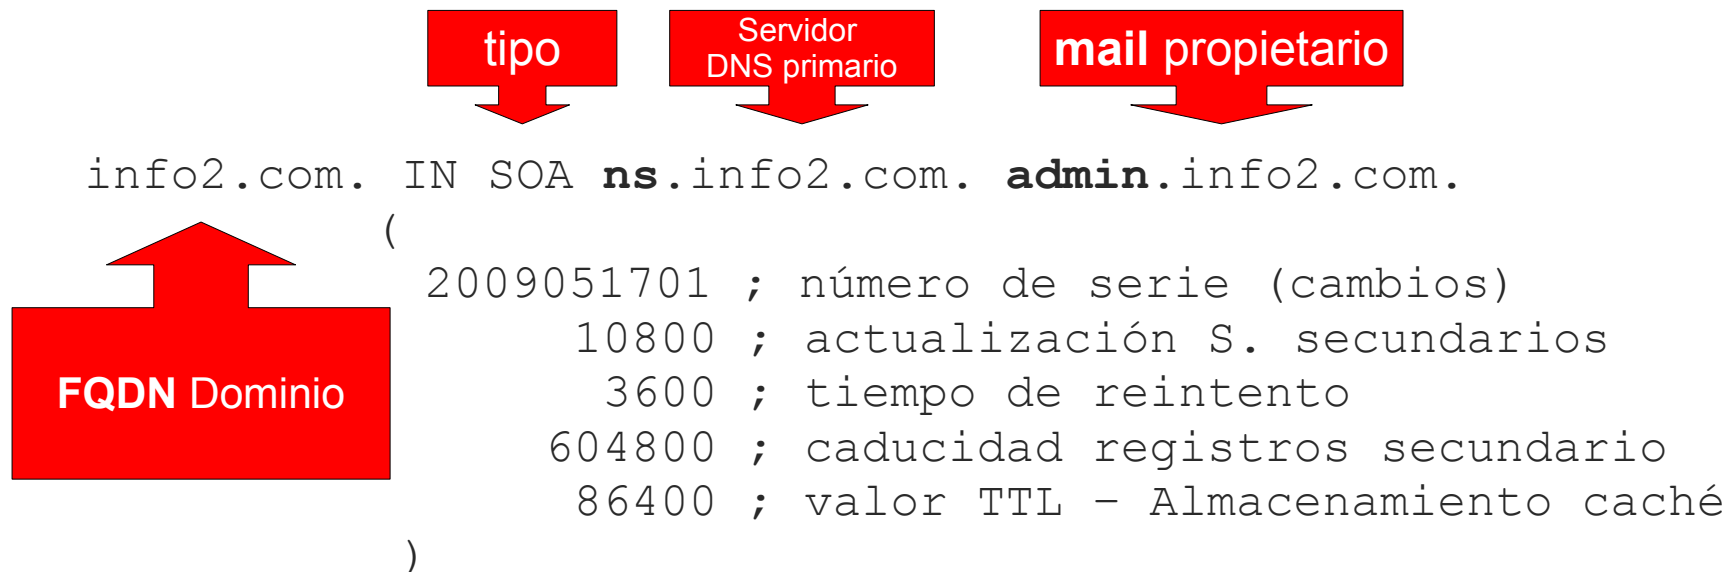 tipo
Servidor
DNS primario
mail propietario
info2.com. IN SOA ns.info2.com. admin.info2.com.
(
2009051701 ; número de serie (cambios)
10800 ; actualización S. secundarios
3600 ; tiempo de reintento
604800 ; caducidad registros secundario
86400 ; valor TTL – Almacenamiento caché
)
FQDN Dominio